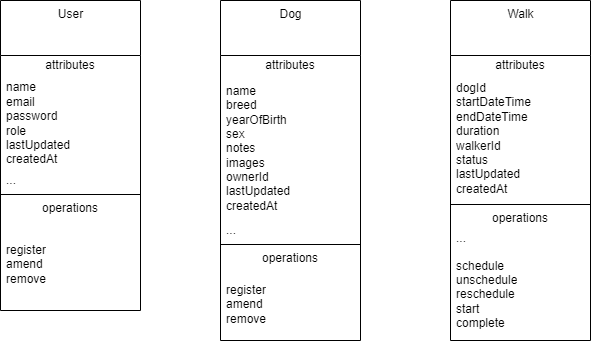 User
attributes
name
email
password
role
lastUpdated
createdAt
...
operations
register
amend
remove
Dog
attributes
name
breed
yearOfBirth
sex
notes
images
ownerId
lastUpdated
createdAt
...
operations
register
amend
remove
Walk
attributes
dogId
startDateTime
endDateTime
duration
walkerId
status
lastUpdated
createdAt
operations
...
schedule
unschedule
reschedule
start
complete